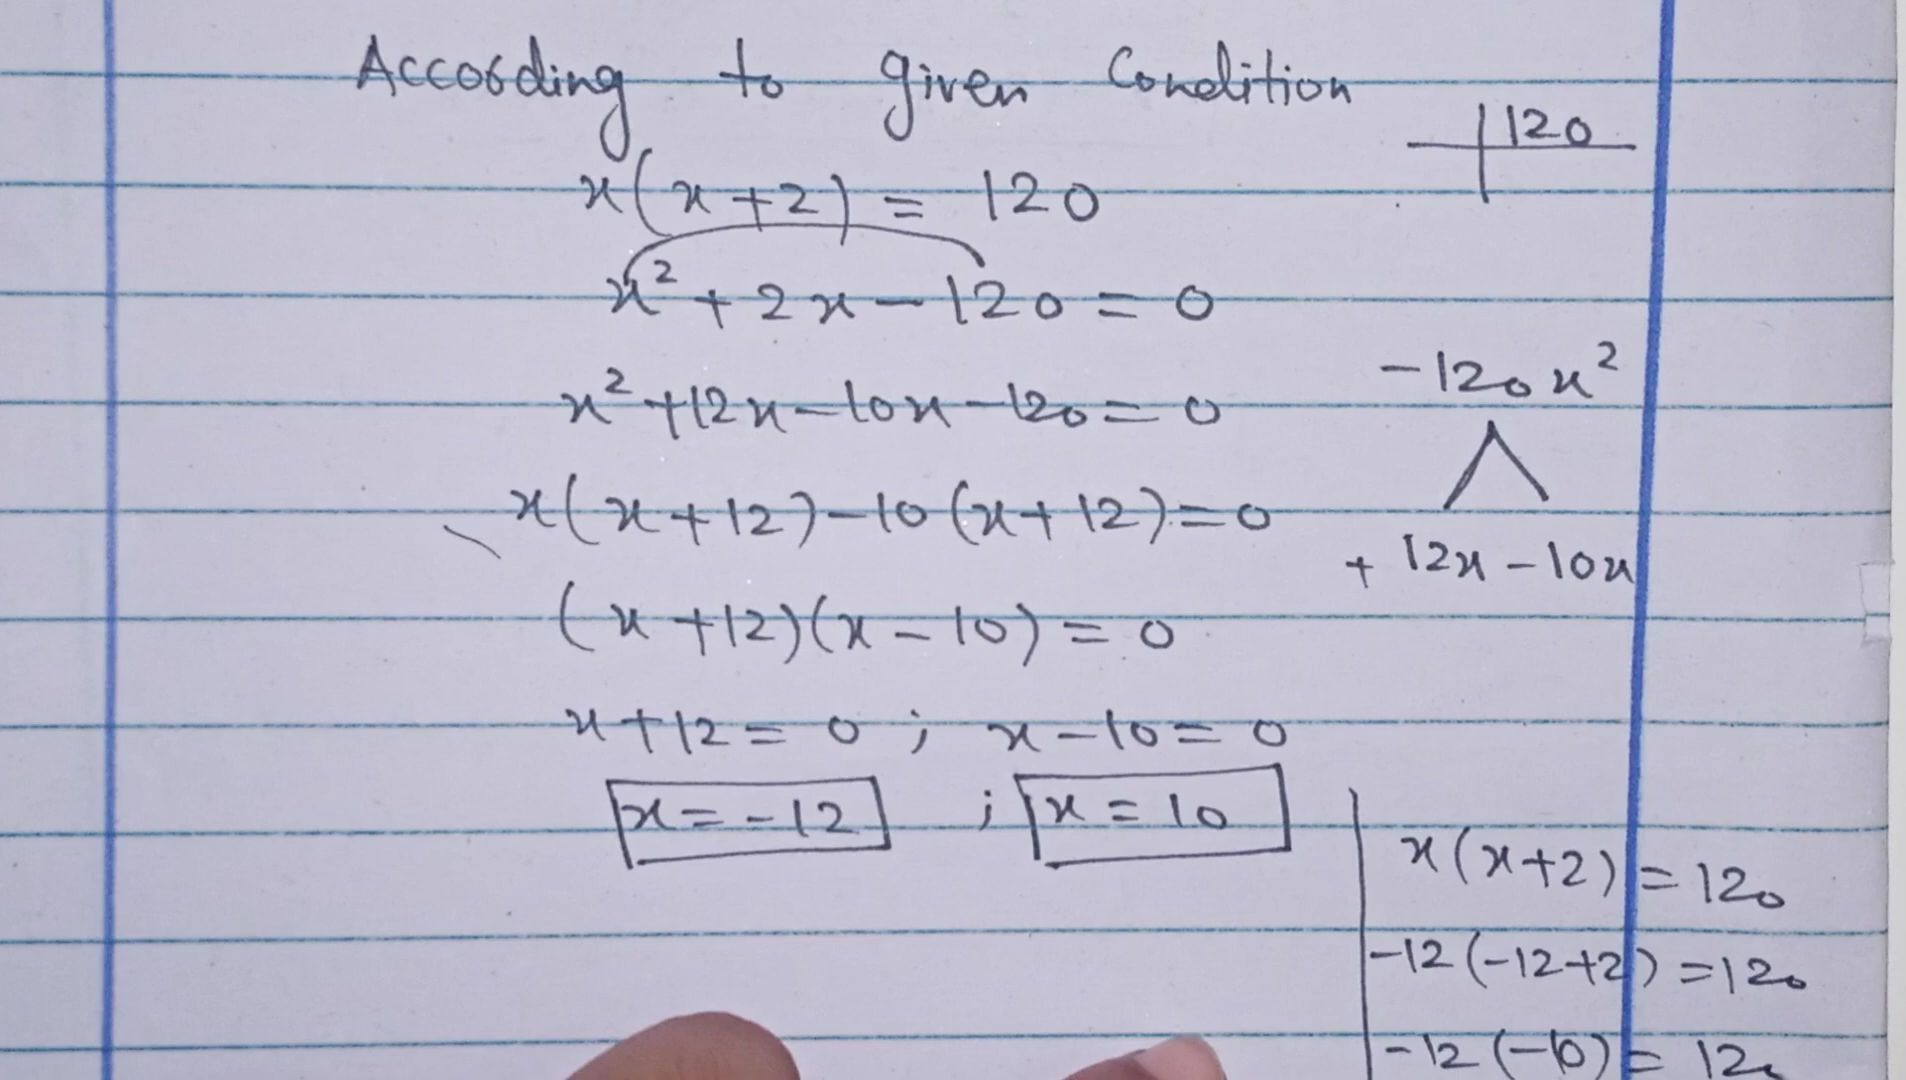 According to given Condition
120
x(x+2) = 120
x² + 2x - 120 = 0
-120x²
x² + 12x - 10x - 120 = 0
x(x+12) - 10(x+12) = 0
+ 12x - 10x
(x+12)(x-10) = 0
x+12 = 0 ; x-10 = 0
x = -12 ; x = 10
x(x+2) = 120
-12(-12+2) = 120
-12(-10) = 120